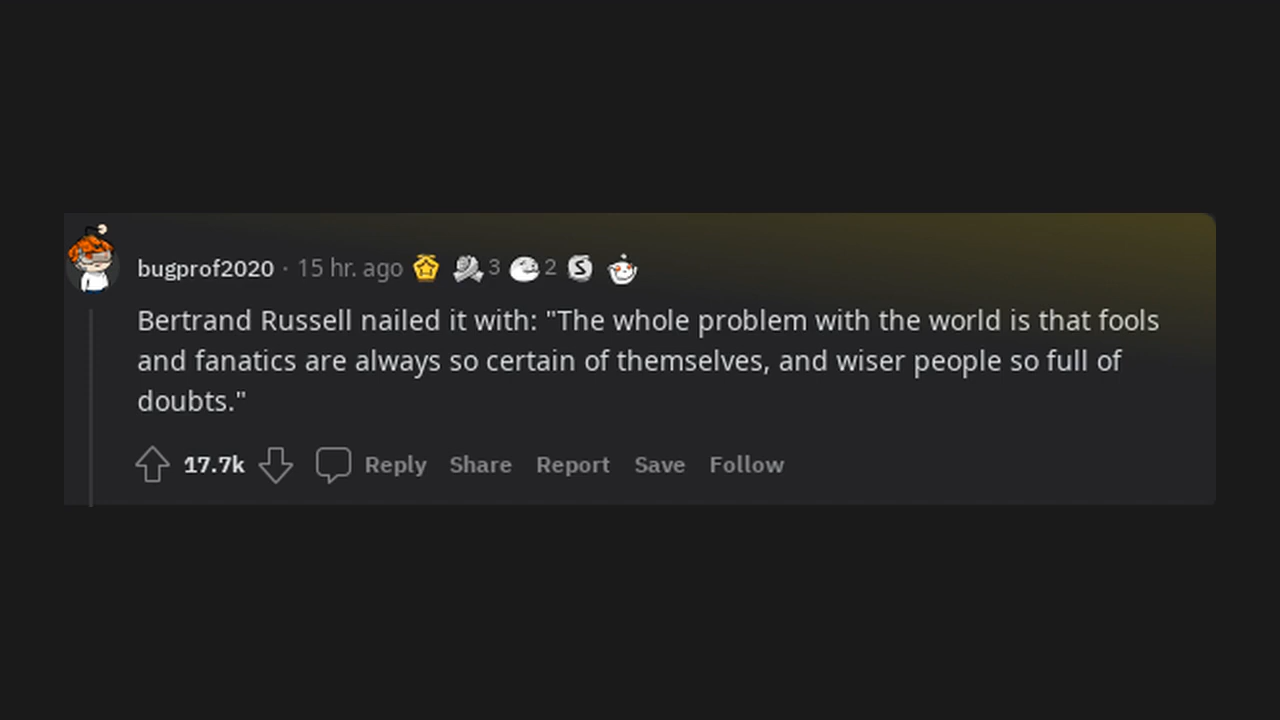 bugprof2020 · 15 hr. ago 3 2 S
Bertrand Russell nailed it with: "The whole problem with the world is that fools
and fanatics are always so certain of themselves, and wiser people so full of
doubts."
17.7k Reply Share Report Save Follow